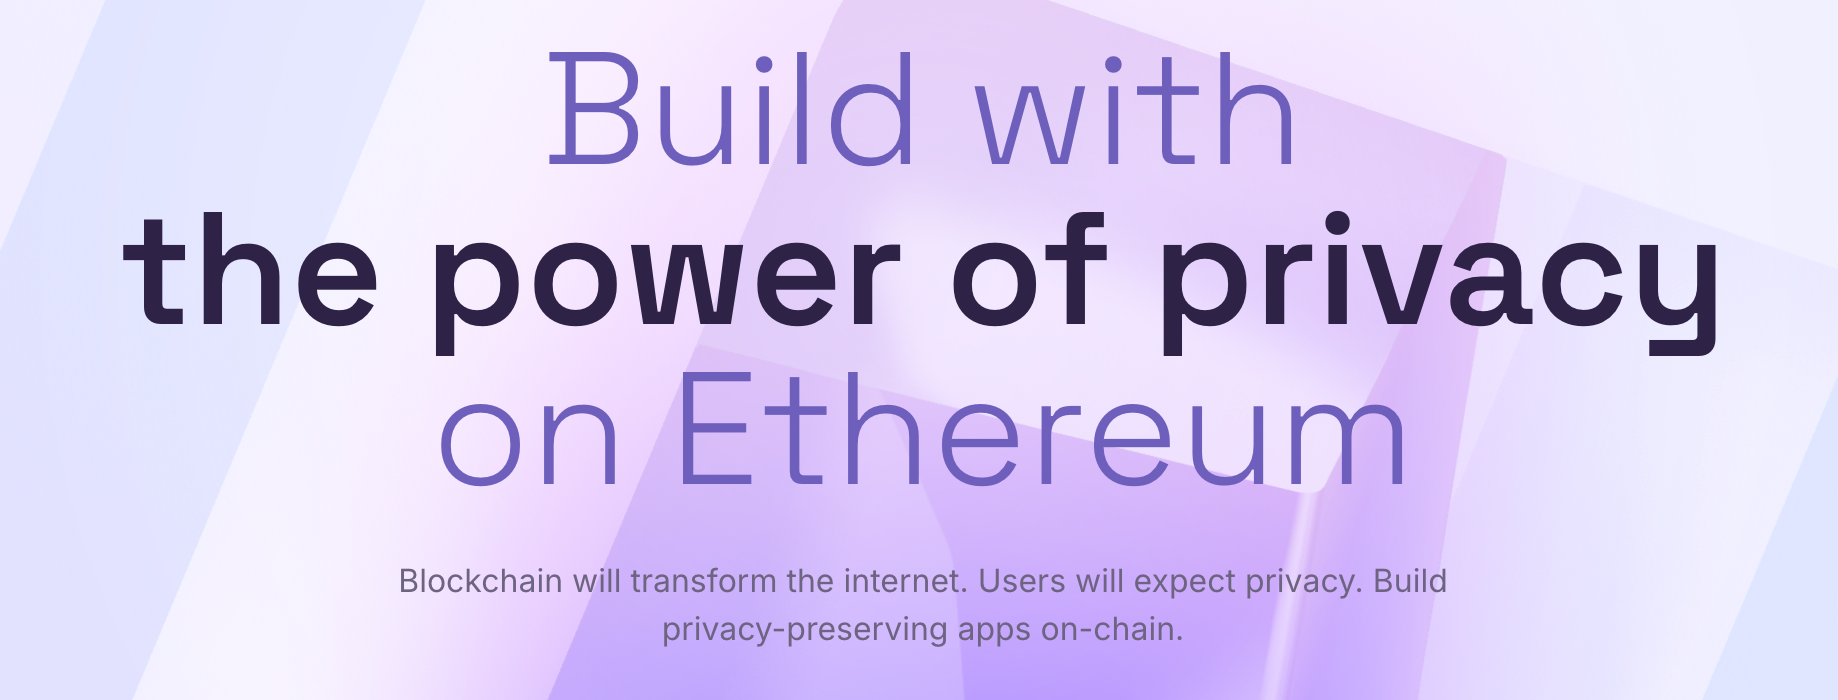 Build with
the power of privacy
on Ethereum
Blockchain will transform the internet. Users will expect privacy. Build
privacy-preserving apps on-chain.